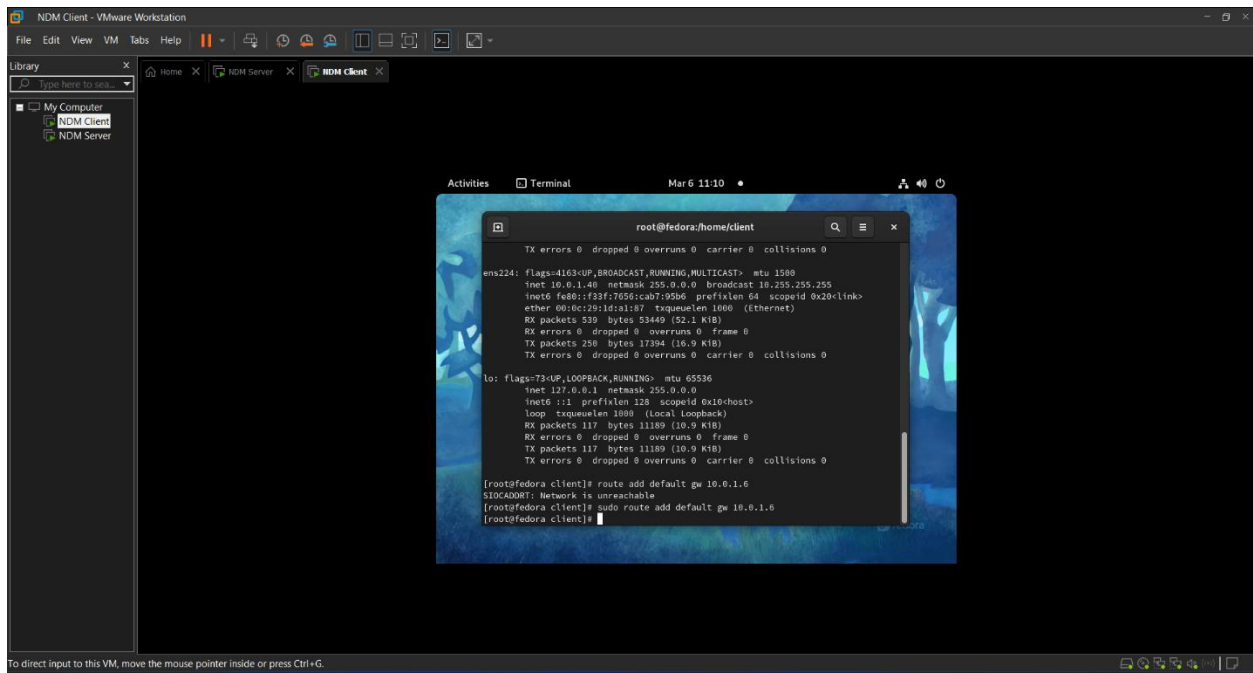 NDM Client - VMware Workstation
File Edit View VM Tabs Help
Library
Type here to sea...
My Computer
NDM Client
NDM Server
Home
NDM Server
NDM Client
Activities
Terminal
Mar 6 11:10
root@fedora:/home/client
TX errors 0 dropped 0 overruns 0 carrier 0 collisions 0
ens224: flags=4163<UP,BROADCAST,RUNNING,MULTICAST> mtu 1500
inet 10.0.1.40 netmask 255.0.0.0 broadcast 10.255.255.255
inet6 fe80::f33f:7656:cab7:95b6 prefixlen 64 scopeid 0x20<link>
ether 00:0c:29:1d:a1:87 txqueuelen 1000 (Ethernet)
RX packets 539 bytes 53449 (52.1 KiB)
RX errors 0 dropped 0 overruns 0 frame 0
TX packets 250 bytes 17394 (16.9 KiB)
TX errors 0 dropped 0 overruns 0 carrier 0 collisions 0
lo: flags=73<UP,LOOPBACK,RUNNING> mtu 65536
inet 127.0.0.1 netmask 255.0.0.0
inet6 ::1 prefixlen 128 scopeid 0x10<host>
loop txqueuelen 1000 (Local Loopback)
RX packets 117 bytes 11189 (10.9 KiB)
RX errors 0 dropped 0 overruns 0 frame 0
TX packets 117 bytes 11189 (10.9 KiB)
TX errors 0 dropped 0 overruns 0 carrier 0 collisions 0
[root@fedora client]# route add default gw 10.0.1.6
SIOCADDRT: Network is unreachable
[root@fedora client]# sudo route add default gw 10.0.1.6
[root@fedora client]#
fedora
To direct input to this VM, move the mouse pointer inside or press Ctrl+G.